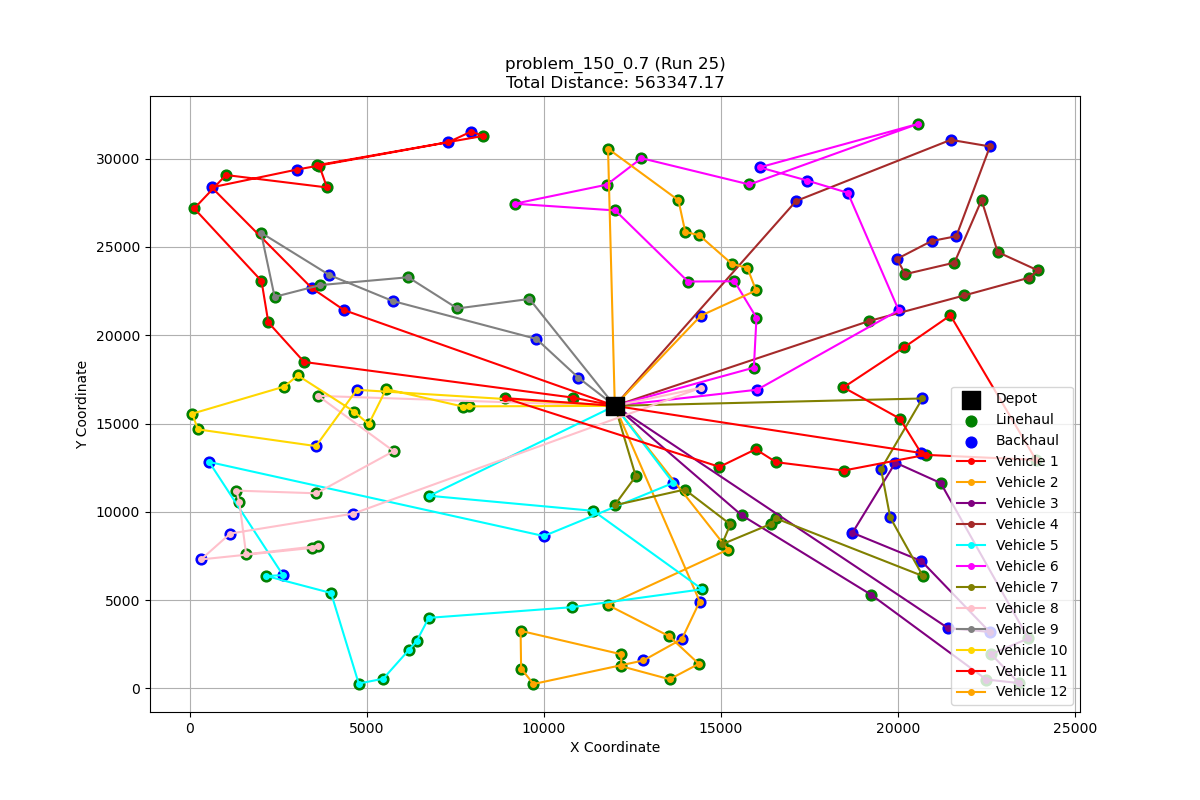 problem_150_0.7 (Run 25)
Total Distance: 563347.17
Y Coordinate
30000
25000
20000
15000
10000
5000
0
0
5000
10000
15000
20000
25000
X Coordinate
Depot
Linehaul
Backhaul
Vehicle 1
Vehicle 2
Vehicle 3
Vehicle 4
Vehicle 5
Vehicle 6
Vehicle 7
Vehicle 8
Vehicle 9
Vehicle 10
Vehicle 11
Vehicle 12